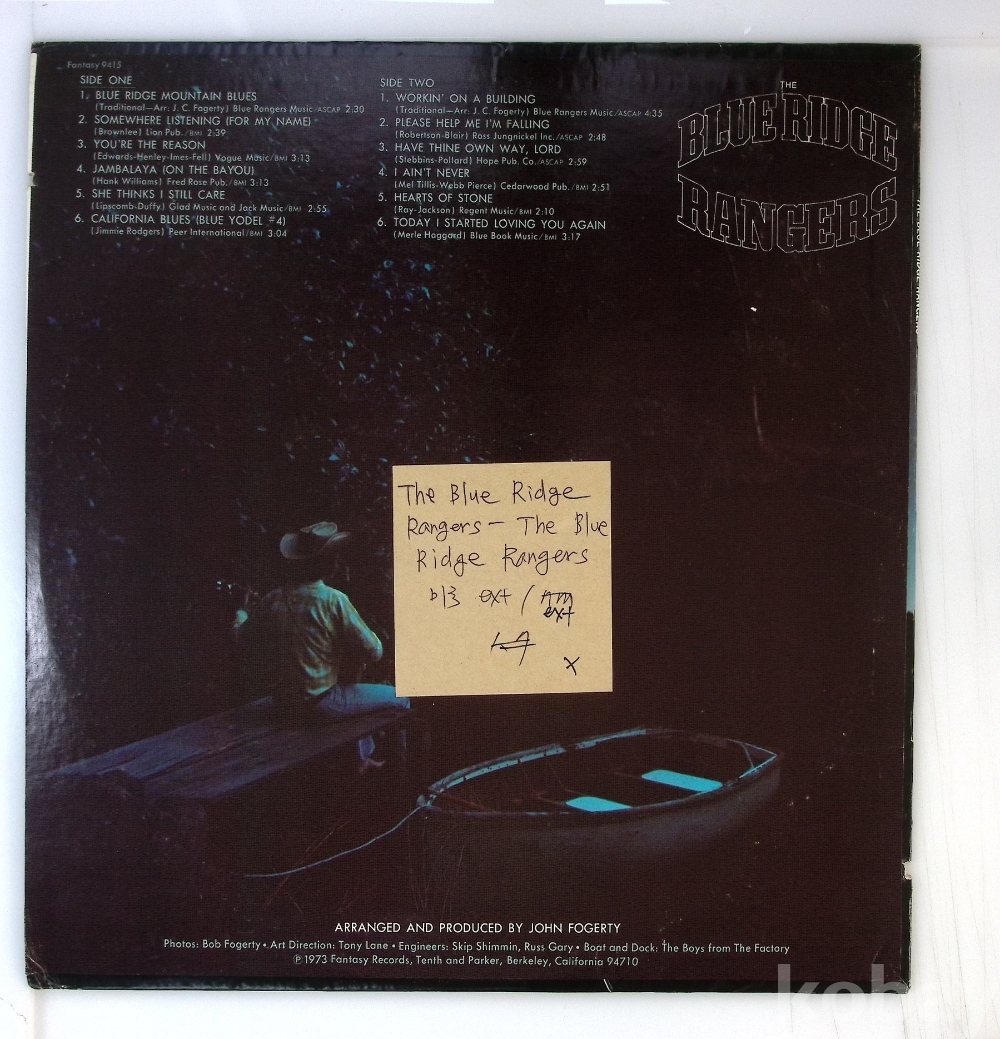 Fantasy 9415
SIDE ONE
1. BLUE RIDGE MOUNTAIN BLUES
(Traditional—Arr: J. C. Fogerty) Blue Rangers Music/ASCAP 2:30
2. SOMEWHERE LISTENING (FOR MY NAME)
(Brownlee) Lion Pub./BMI 2:39
3. YOU'RE THE REASON
(Edwards-Henley-Imes-Fell) Vogue Music/BMI 3:13
4. JAMBALAYA (ON THE BAYOU)
(Hank Williams) Fred Rose Pub./BMI 3:13
5. SHE THINKS I STILL CARE
(Lipscomb-Duffy) Glad Music and Jack Music/BMI 2:55
6. CALIFORNIA BLUES (BLUE YODEL #4)
(Jimmie Rodgers) Peer International/BMI 3:04
SIDE TWO
1. WORKIN' ON A BUILDING
(Traditional—Arr: J. C. Fogerty) Blue Rangers Music/ASCAP 4:35
2. PLEASE HELP ME I'M FALLING
(Robertson-Blair) Ross Jungnickel Inc./ASCAP 2:48
3. HAVE THINE OWN WAY, LORD
(Stebbins-Pollard) Hope Pub. Co./ASCAP 2:59
4. I AIN'T NEVER
(Mel Tillis-Webb Pierce) Cedarwood Pub./BMI 2:51
5. HEARTS OF STONE
(Ray-Jackson) Regent Music/BMI 2:10
6. TODAY I STARTED LOVING YOU AGAIN
(Merle Haggard) Blue Book Music/BMI 3:17
THE
BLUE RIDGE
RANGERS
The Blue Ridge
Rangers – The Blue
Ridge Rangers
ext /
ext
x
ARRANGED AND PRODUCED BY JOHN FOGERTY
Photos: Bob Fogerty • Art Direction: Tony Lane • Engineers: Skip Shimmin, Russ Gary • Boat and Dock: The Boys from The Factory
℗ 1973 Fantasy Records, Tenth and Parker, Berkeley, California 94710